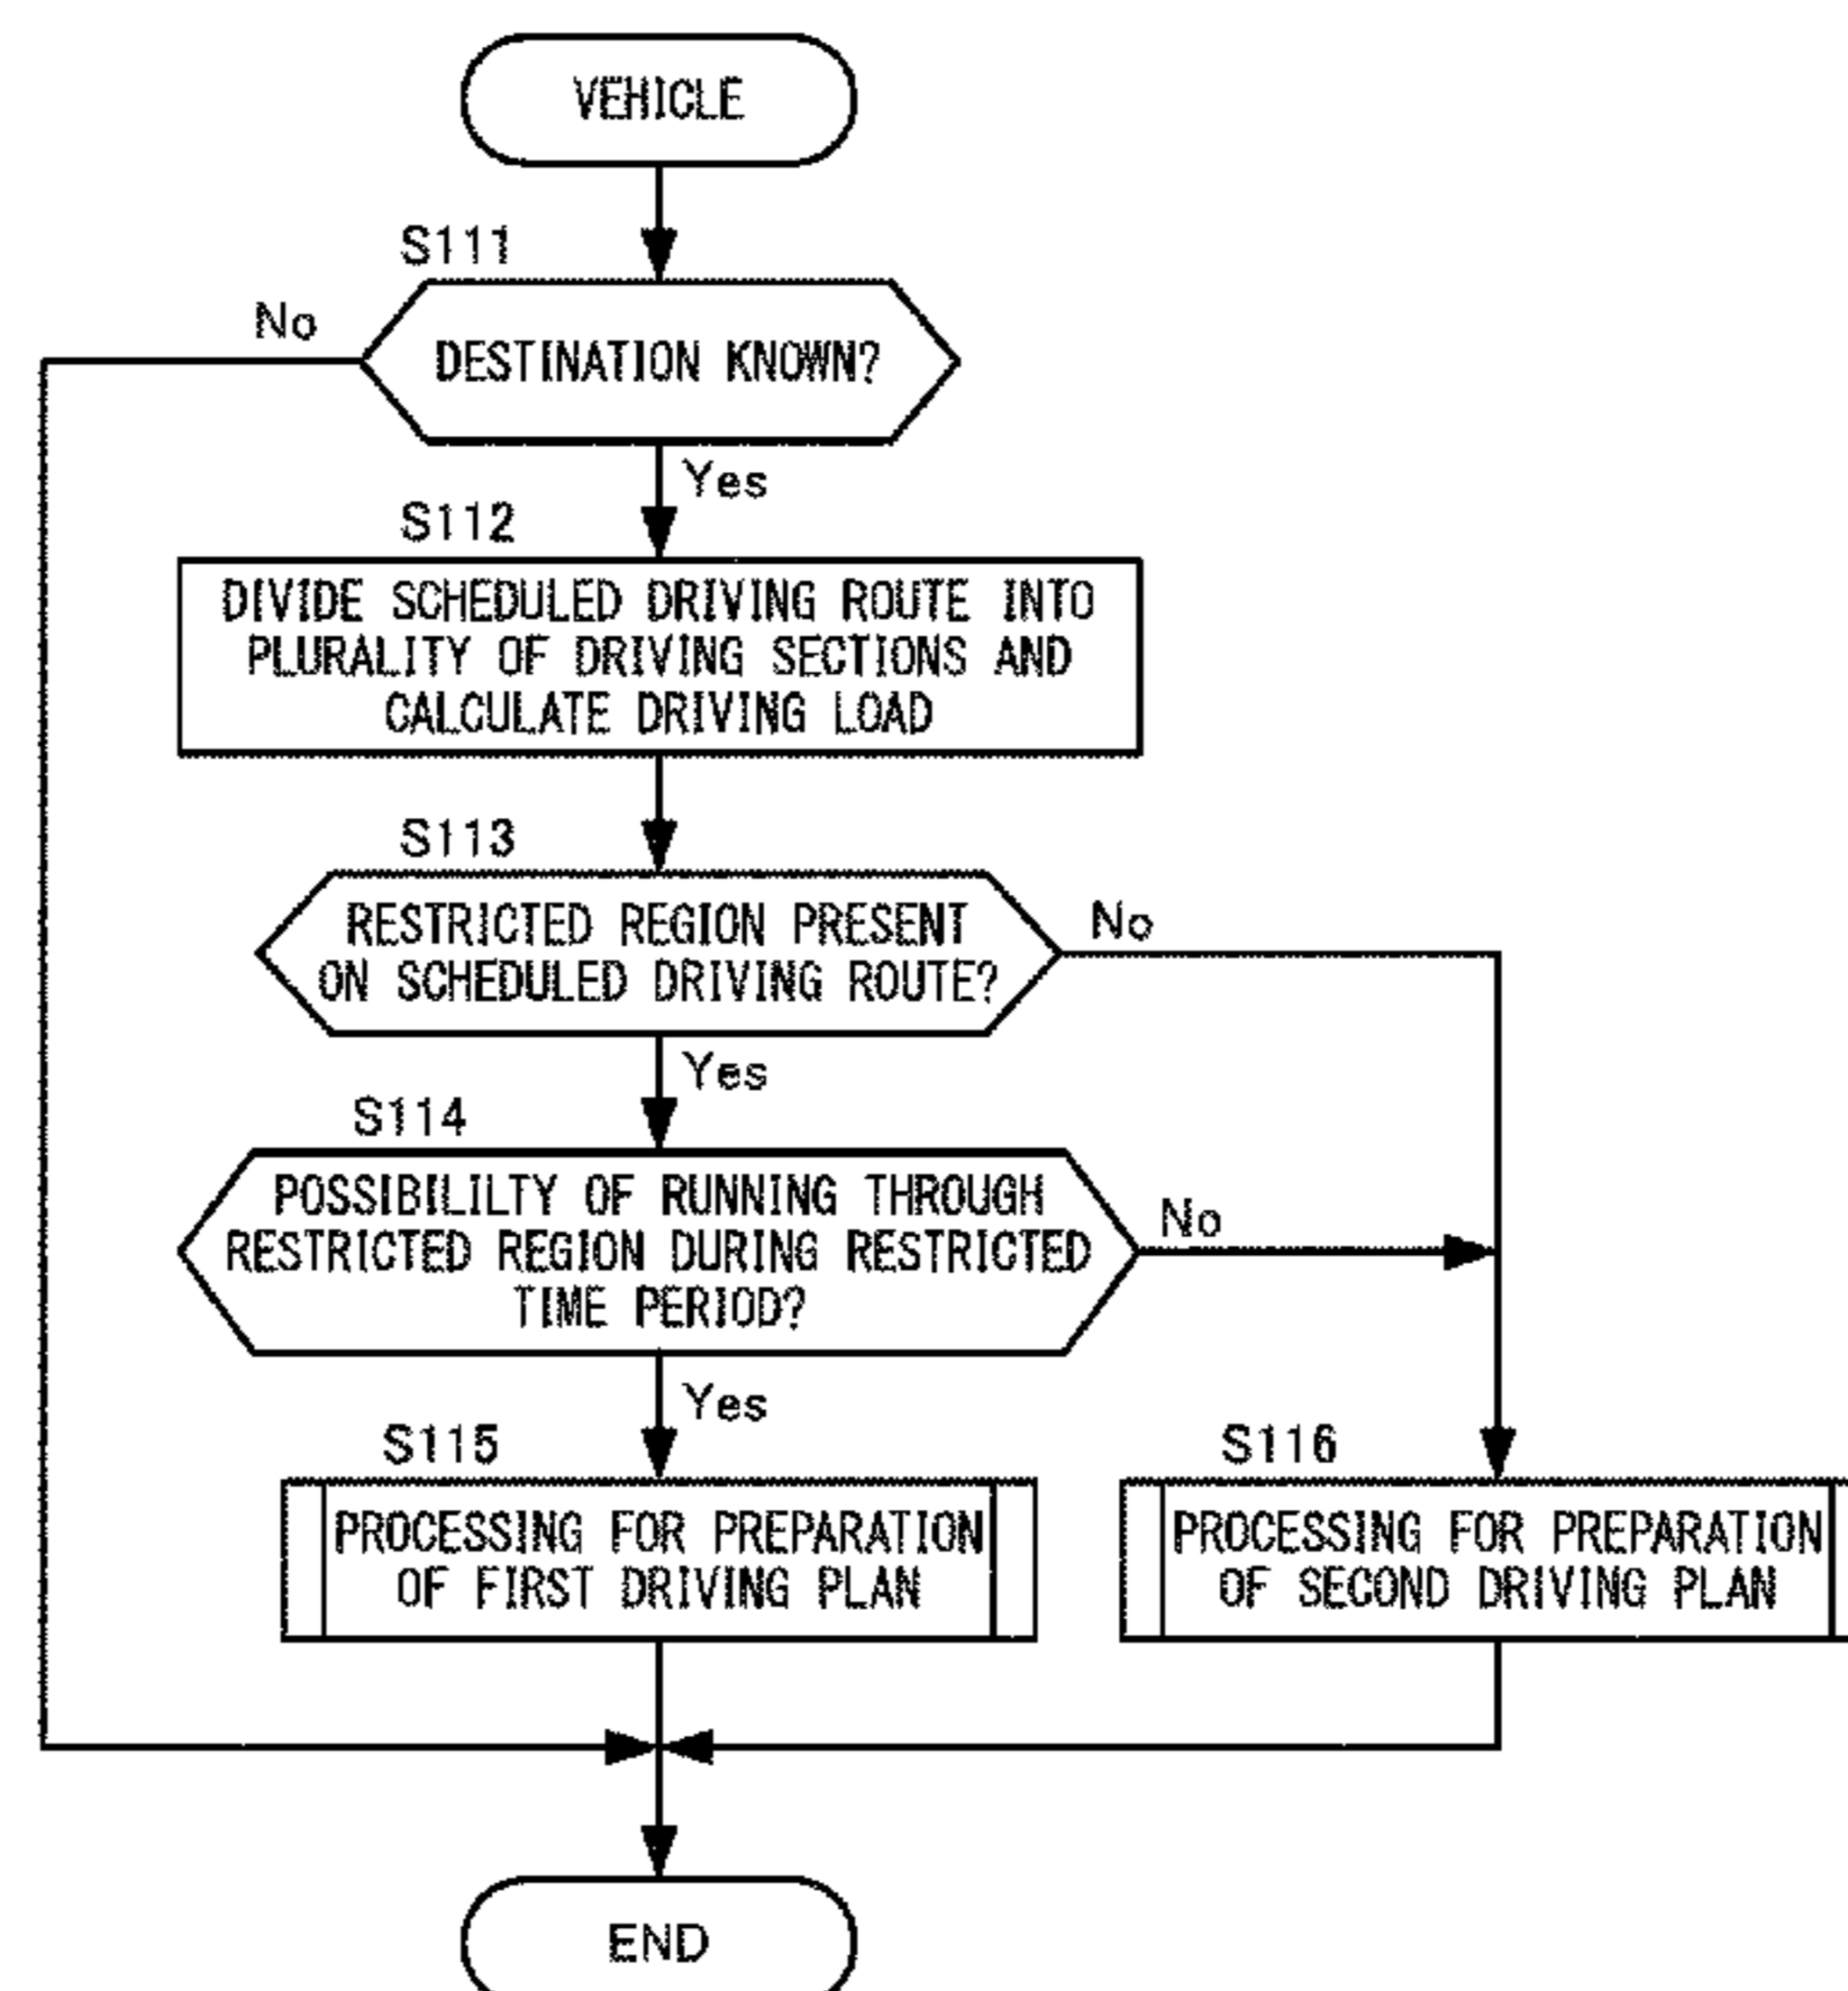 VEHICLE
S111
No
DESTINATION KNOWN?
Yes
S112
DIVIDE SCHEDULED DRIVING ROUTE INTO
PLURALITY OF DRIVING SECTIONS AND
CALCULATE DRIVING LOAD
S113
RESTRICTED REGION PRESENT
ON SCHEDULED DRIVING ROUTE?
No
Yes
S114
POSSIBILILTY OF RUNNING THROUGH
RESTRICTED REGION DURING RESTRICTED
TIME PERIOD?
No
Yes
S115
PROCESSING FOR PREPARATION
OF FIRST DRIVING PLAN
S116
PROCESSING FOR PREPARATION
OF SECOND DRIVING PLAN
END